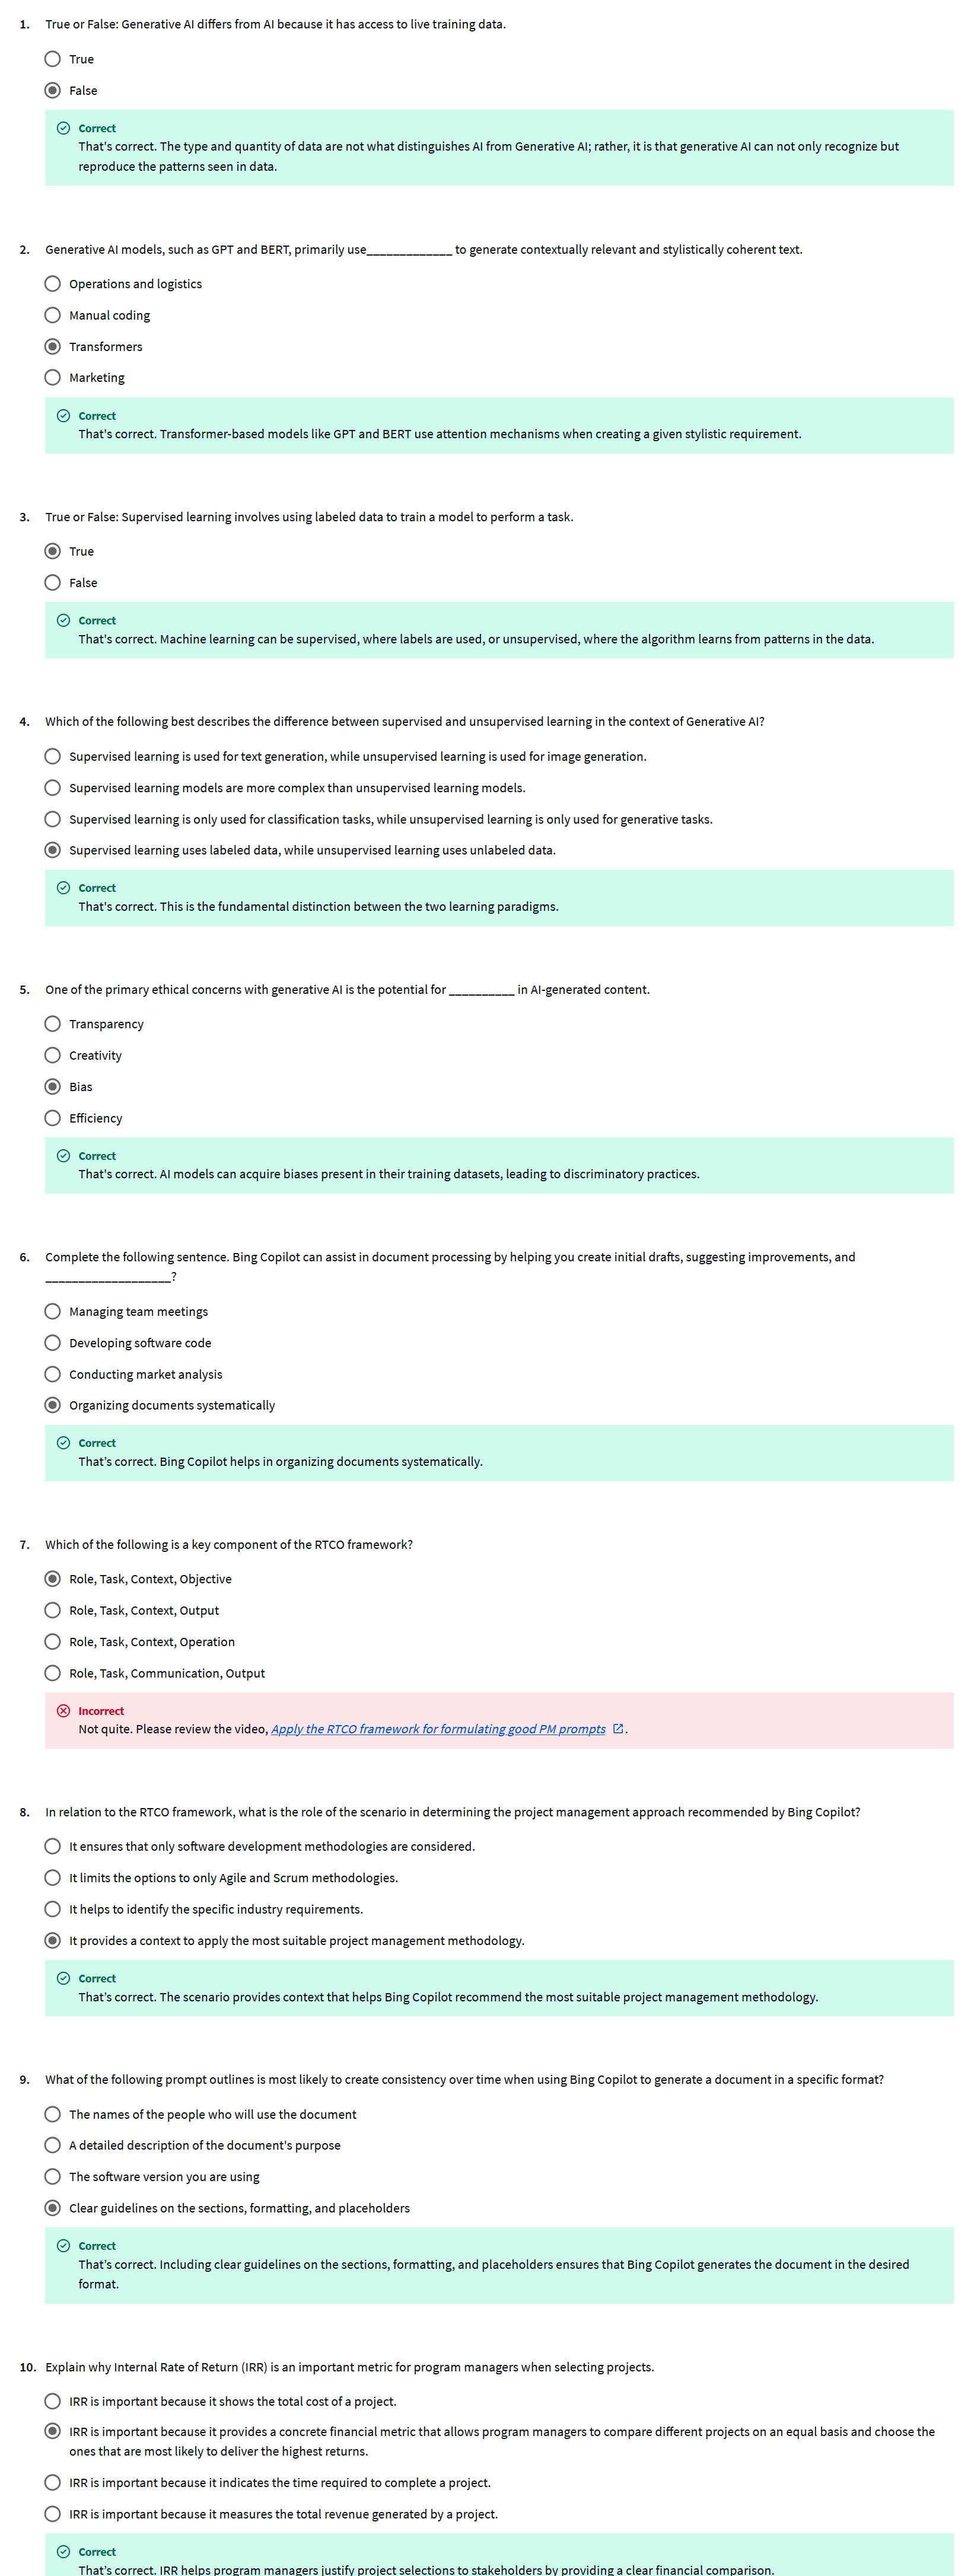 1. True or False: Generative AI differs from AI because it has access to live training data.
True
False
Correct
That's correct. The type and quantity of data are not what distinguishes AI from Generative AI; rather, it is that generative AI can not only recognize but
reproduce the patterns seen in data.
2. Generative AI models, such as GPT and BERT, primarily use_____________ to generate contextually relevant and stylistically coherent text.
Operations and logistics
Manual coding
Transformers
Marketing
Correct
That's correct. Transformer-based models like GPT and BERT use attention mechanisms when creating a given stylistic requirement.
3. True or False: Supervised learning involves using labeled data to train a model to perform a task.
True
False
Correct
That's correct. Machine learning can be supervised, where labels are used, or unsupervised, where the algorithm learns from patterns in the data.
4. Which of the following best describes the difference between supervised and unsupervised learning in the context of Generative AI?
Supervised learning is used for text generation, while unsupervised learning is used for image generation.
Supervised learning models are more complex than unsupervised learning models.
Supervised learning is only used for classification tasks, while unsupervised learning is only used for generative tasks.
Supervised learning uses labeled data, while unsupervised learning uses unlabeled data.
Correct
That's correct. This is the fundamental distinction between the two learning paradigms.
5. One of the primary ethical concerns with generative AI is the potential for __________ in AI-generated content.
Transparency
Creativity
Bias
Efficiency
Correct
That's correct. AI models can acquire biases present in their training datasets, leading to discriminatory practices.
6. Complete the following sentence. Bing Copilot can assist in document processing by helping you create initial drafts, suggesting improvements, and
___________________?
Managing team meetings
Developing software code
Conducting market analysis
Organizing documents systematically
Correct
That’s correct. Bing Copilot helps in organizing documents systematically.
7. Which of the following is a key component of the RTCO framework?
Role, Task, Context, Objective
Role, Task, Context, Output
Role, Task, Context, Operation
Role, Task, Communication, Output
Incorrect
Not quite. Please review the video, Apply the RTCO framework for formulating good PM prompts .
8. In relation to the RTCO framework, what is the role of the scenario in determining the project management approach recommended by Bing Copilot?
It ensures that only software development methodologies are considered.
It limits the options to only Agile and Scrum methodologies.
It helps to identify the specific industry requirements.
It provides a context to apply the most suitable project management methodology.
Correct
That’s correct. The scenario provides context that helps Bing Copilot recommend the most suitable project management methodology.
9. What of the following prompt outlines is most likely to create consistency over time when using Bing Copilot to generate a document in a specific format?
The names of the people who will use the document
A detailed description of the document's purpose
The software version you are using
Clear guidelines on the sections, formatting, and placeholders
Correct
That’s correct. Including clear guidelines on the sections, formatting, and placeholders ensures that Bing Copilot generates the document in the desired
format.
10. Explain why Internal Rate of Return (IRR) is an important metric for program managers when selecting projects.
IRR is important because it shows the total cost of a project.
IRR is important because it provides a concrete financial metric that allows program managers to compare different projects on an equal basis and choose the
ones that are most likely to deliver the highest returns.
IRR is important because it indicates the time required to complete a project.
IRR is important because it measures the total revenue generated by a project.
Correct
That’s correct. IRR helps program managers justify project selections to stakeholders by providing a clear financial comparison.